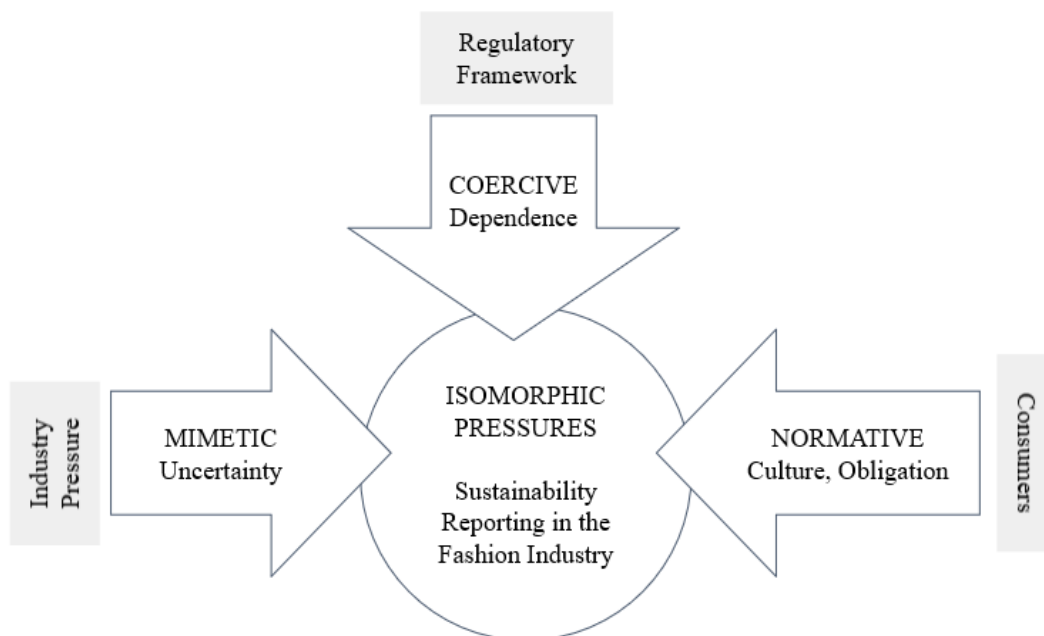 Regulatory
Framework
COERCIVE
Dependence
Industry
Pressure
MIMETIC
Uncertainty
ISOMORPHIC
PRESSURES
Sustainability
Reporting in the
Fashion Industry
NORMATIVE
Culture, Obligation
Consumers